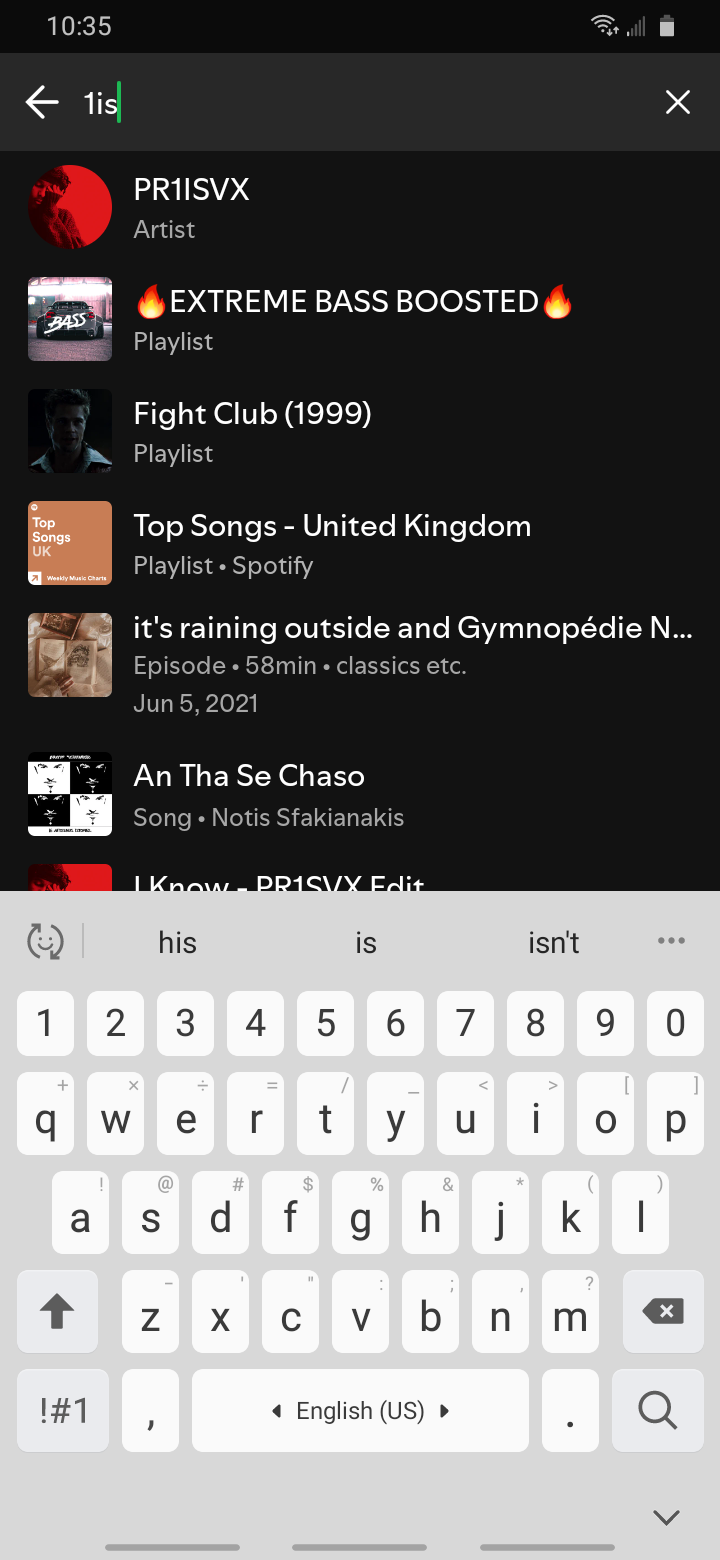 10:35
1is
PR1ISVX
Artist
BASS
🔥EXTREME BASS BOOSTED🔥
Playlist
Fight Club (1999)
Playlist
Top
Songs
UK
Weekly Music Charts
Top Songs - United Kingdom
Playlist • Spotify
it's raining outside and Gymnopédie N...
Episode • 58min • classics etc.
Jun 5, 2021
An Tha Se Chaso
Song • Notis Sfakianakis
I Know - PR1SVX Edit
his is isn't
1 2 3 4 5 6 7 8 9 0
+ × ÷ = / _ < > [ ]
q w e r t y u i o p
! @ # $ % & * ( )
a s d f g h j k l
- ' " : ; , ?
z x c v b n m
!#1 , English (US) .